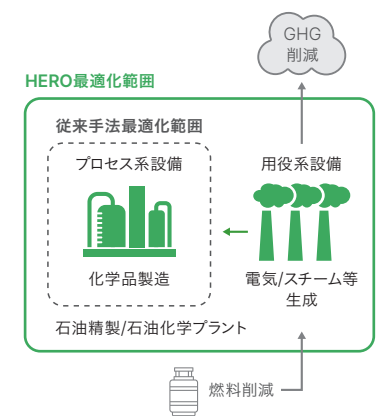 GHG
削減
HERO最適化範囲
従来手法最適化範囲
プロセス系設備
用役系設備
化学品製造
電気/スチーム等
生成
石油精製/石油化学プラント
燃料削減